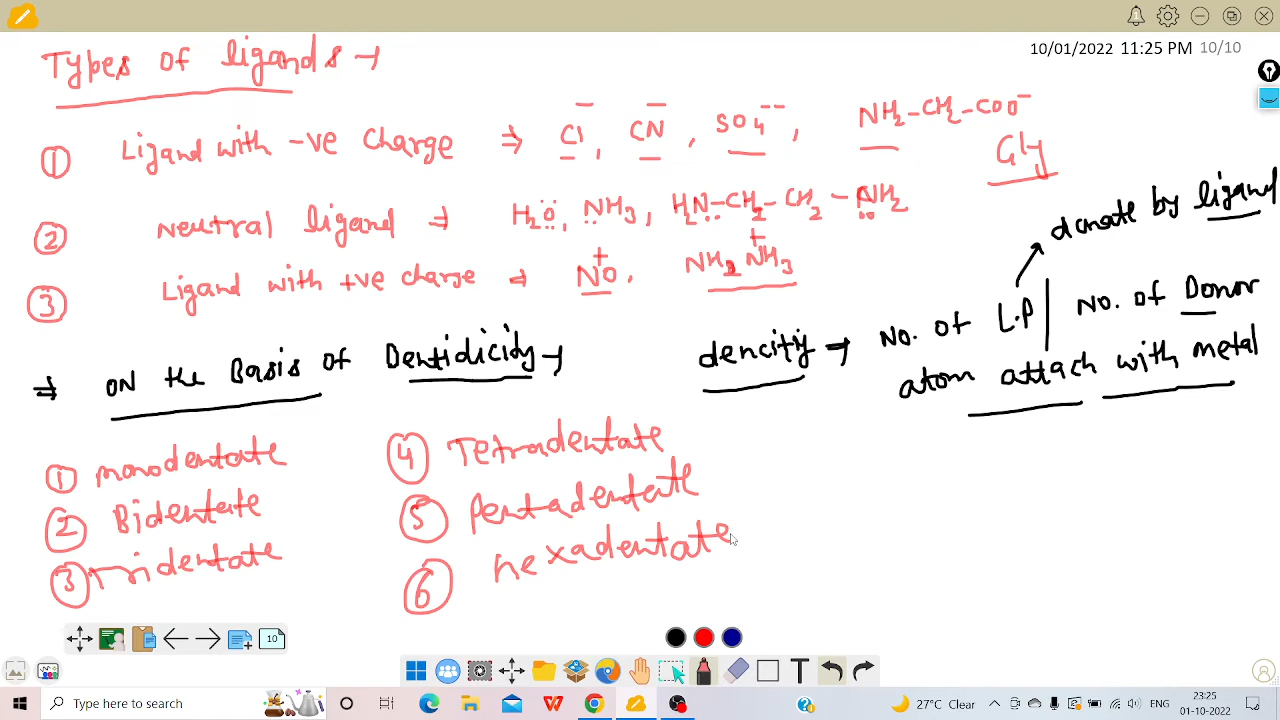 10/01/2022 11:25 PM 10/10
Types of ligands →
① Ligand with -ve charge ⇒ Cl⁻, CN⁻, SO4⁻⁻, NH2-CH2-COO⁻
Gly
② Neutral ligand ⇒ H2O, NH3, H2N-CH2-CH2-NH2
③ Ligand with +ve charge ⇒ NO⁺, NH2NH3⁺
⇒ on the Basis of Dentidicity →
dencitiy → No. of L.P | No. of Donor
atom attach with metal
donate by ligand
① monodentate
② Bidentate
③ Tridentate
④ Tetradentate
⑤ Pentadentate
⑥ hexadentate
10
Type here to search
27°C Clear
ENG
23:25
01-10-2022